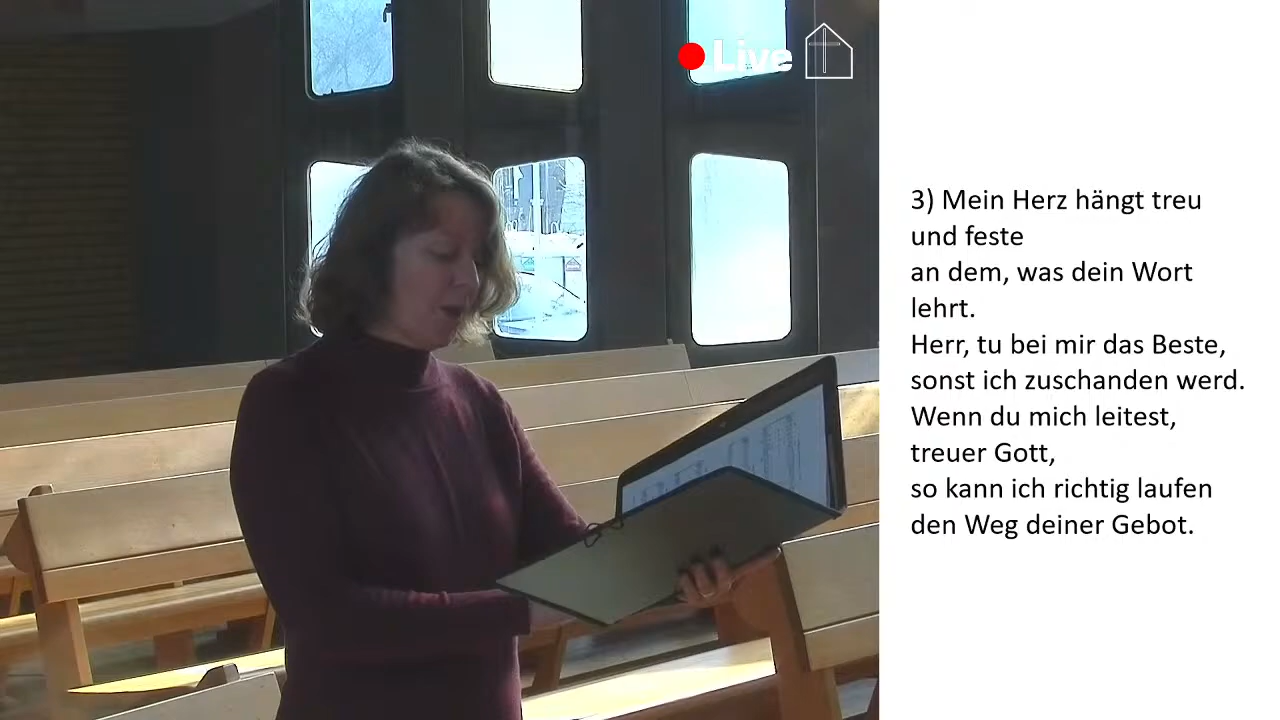 Live
3) Mein Herz hängt treu
und feste
an dem, was dein Wort
lehrt.
Herr, tu bei mir das Beste,
sonst ich zuschanden werd.
Wenn du mich leitest,
treuer Gott,
so kann ich richtig laufen
den Weg deiner Gebot.